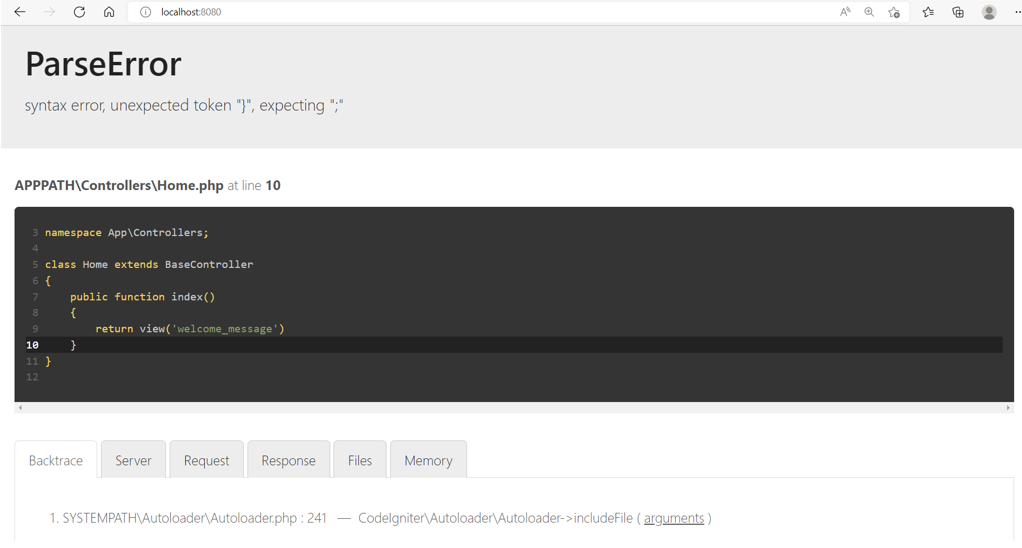 localhost:8080
ParseError
syntax error, unexpected token "}", expecting ";"
APPPATH\Controllers\Home.php at line 10
3 namespace App\Controllers;
4
5 class Home extends BaseController
6 {
7     public function index()
8     {
9         return view('welcome_message')
10     }
11 }
12
Backtrace Server Request Response Files Memory
1. SYSTEMPATH\Autoloader\Autoloader.php : 241 — CodeIgniter\Autoloader\Autoloader->includeFile ( arguments )